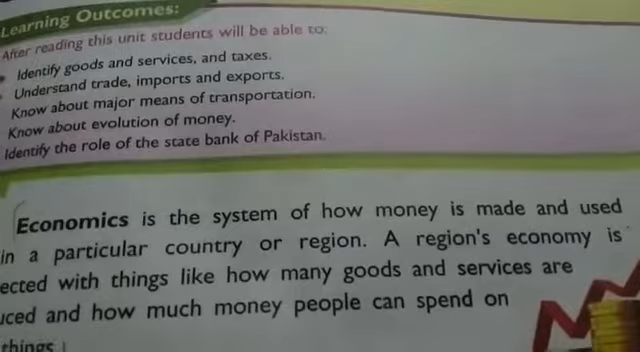 Learning Outcomes:
After reading this unit students will be able to:
Identify goods and services, and taxes.
Understand trade, imports and exports.
Know about major means of transportation.
Know about evolution of money.
Identify the role of the state bank of Pakistan.
Economics is the system of how money is made and used
in a particular country or region. A region's economy is
ected with things like how many goods and services are
uced and how much money people can spend on
things